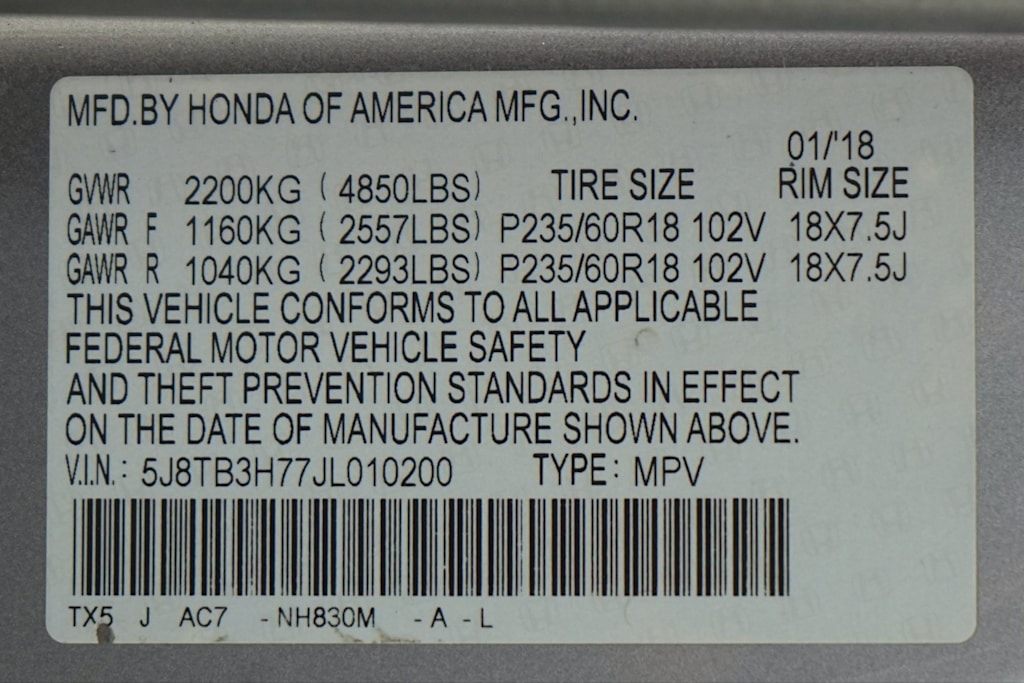 MFD.BY HONDA OF AMERICA MFG.,INC.
01/'18
GVWR 2200KG ( 4850LBS) TIRE SIZE RIM SIZE
GAWR F 1160KG ( 2557LBS) P235/60R18 102V 18X7.5J
GAWR R 1040KG ( 2293LBS) P235/60R18 102V 18X7.5J
THIS VEHICLE CONFORMS TO ALL APPLICABLE
FEDERAL MOTOR VEHICLE SAFETY
AND THEFT PREVENTION STANDARDS IN EFFECT
ON THE DATE OF MANUFACTURE SHOWN ABOVE.
V.I.N.: 5J8TB3H77JL010200 TYPE: MPV
TX5 J AC7 -NH830M -A -L